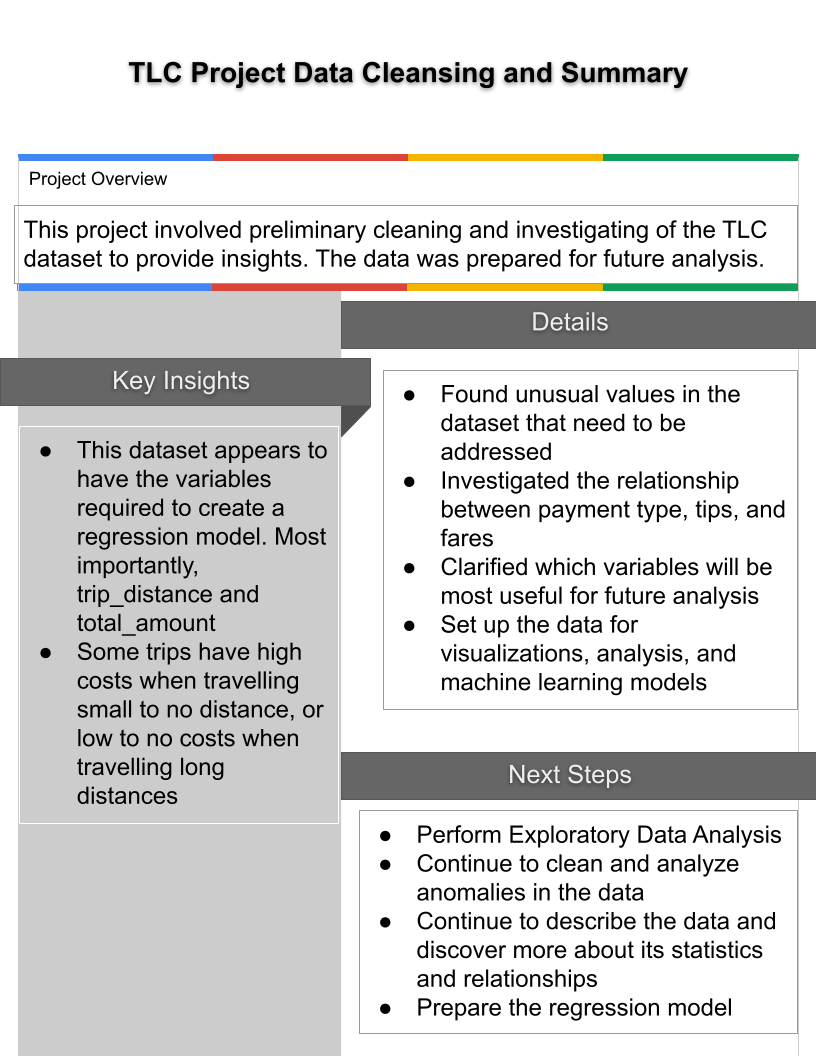 TLC Project Data Cleansing and Summary
Project Overview
This project involved preliminary cleaning and investigating of the TLC
dataset to provide insights. The data was prepared for future analysis.
Key Insights
● This dataset appears to
have the variables
required to create a
regression model. Most
importantly,
trip_distance and
total_amount
● Some trips have high
costs when travelling
small to no distance, or
low to no costs when
travelling long
distances
Details
● Found unusual values in the
dataset that need to be
addressed
● Investigated the relationship
between payment type, tips, and
fares
● Clarified which variables will be
most useful for future analysis
● Set up the data for
visualizations, analysis, and
machine learning models
Next Steps
● Perform Exploratory Data Analysis
● Continue to clean and analyze
anomalies in the data
● Continue to describe the data and
discover more about its statistics
and relationships
● Prepare the regression model